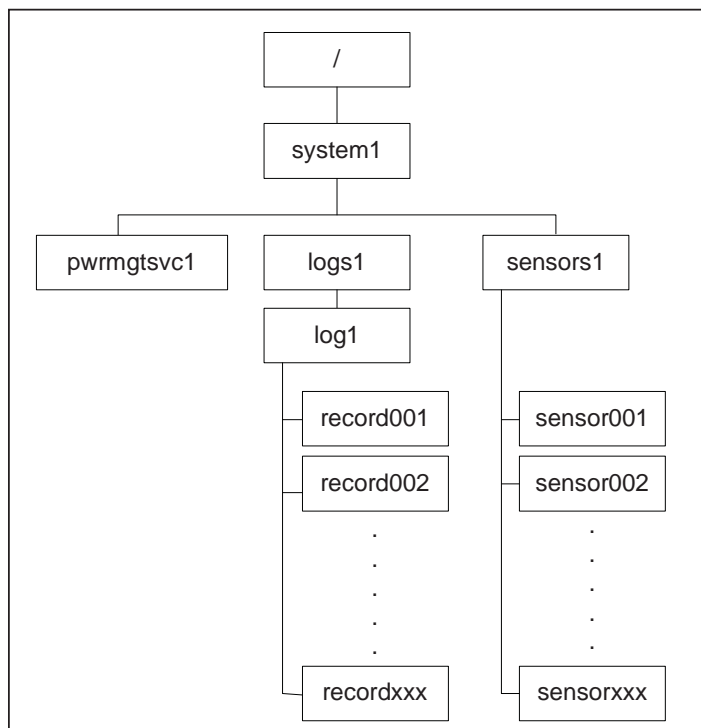 /
system1
pwrmgtsvc1 logs1 sensors1
log1
record001 sensor001
record002 sensor002
. .
. .
. .
. .
. .
recordxxx sensorxxx